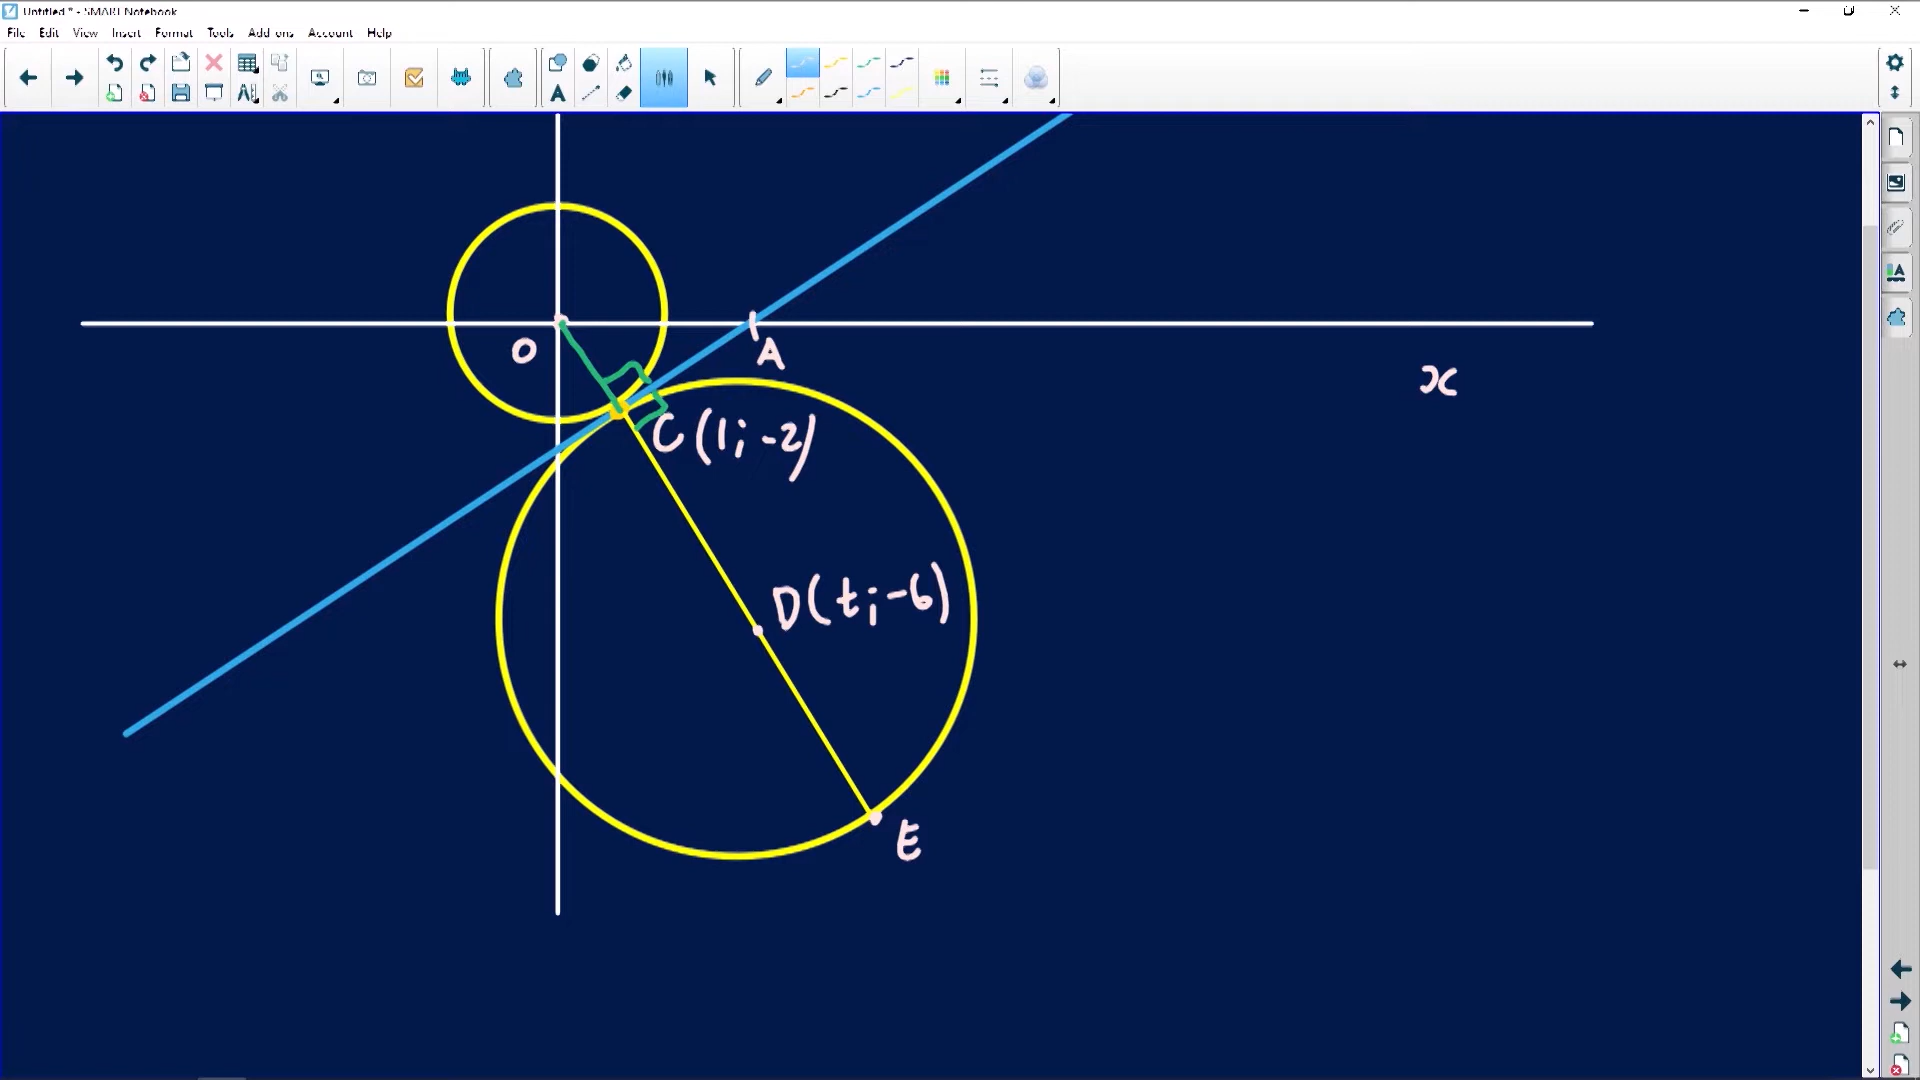 Untitled * - SMART Notebook
File Edit View Insert Format Tools Add-ons Account Help
O
A
x
C(1;-2)
D(t;-6)
E